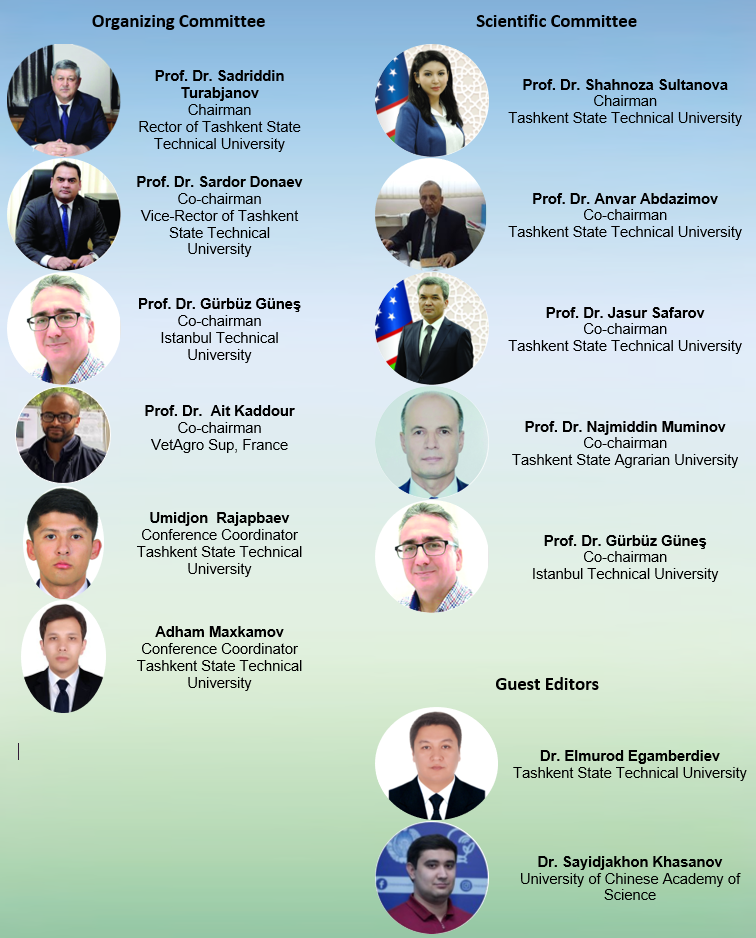 Organizing Committee
Prof. Dr. Sadriddin
Turabjanov
Chairman
Rector of Tashkent State
Technical University
Prof. Dr. Sardor Donaev
Co-chairman
Vice-Rector of Tashkent
State Technical
University
Prof. Dr. Gürbüz Güneş
Co-chairman
Istanbul Technical
University
Prof. Dr. Ait Kaddour
Co-chairman
VetAgro Sup, France
Umidjon Rajapbaev
Conference Coordinator
Tashkent State Technical
University
Adham Maxkamov
Conference Coordinator
Tashkent State Technical
University
Scientific Committee
Prof. Dr. Shahnoza Sultanova
Chairman
Tashkent State Technical University
Prof. Dr. Anvar Abdazimov
Co-chairman
Tashkent State Technical University
Prof. Dr. Jasur Safarov
Co-chairman
Tashkent State Technical University
Prof. Dr. Najmiddin Muminov
Co-chairman
Tashkent State Agrarian University
Prof. Dr. Gürbüz Güneş
Co-chairman
Istanbul Technical University
Guest Editors
Dr. Elmurod Egamberdiev
Tashkent State Technical University
Dr. Sayidjakhon Khasanov
University of Chinese Academy of
Science